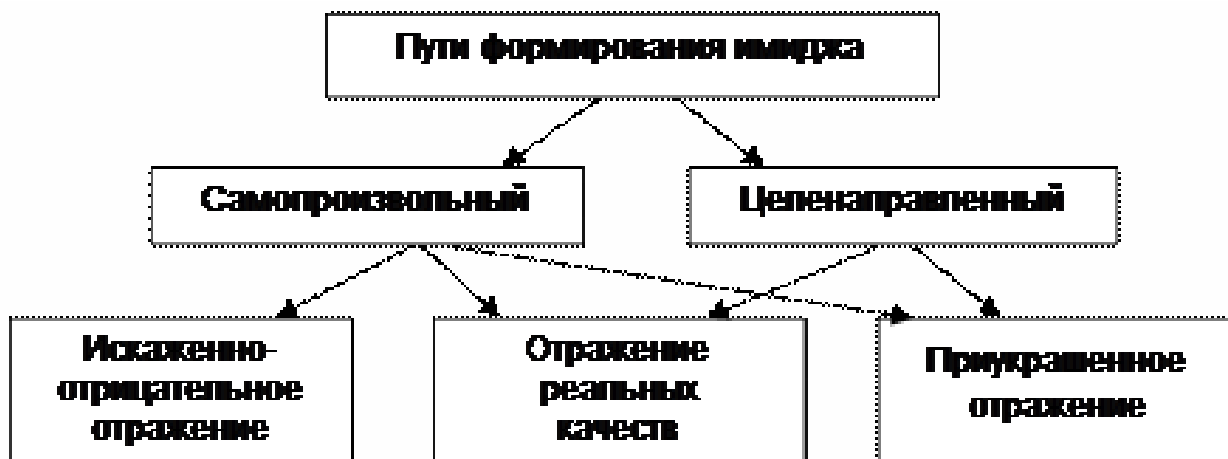 Пути формирования имиджа
Самопроизвольный
Целенаправленный
Искаженно-
отрицательное
отражение
Отражение
реальных
качеств
Приукрашенное
отражение